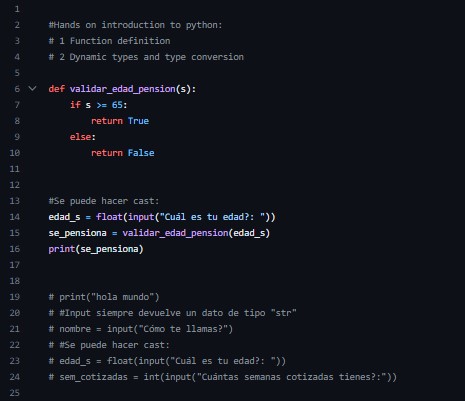 1
2 #Hands on introduction to python:
3 # 1 Function definition
4 # 2 Dynamic types and type conversion
5
6 def validar_edad_pension(s):
7     if s >= 65:
8         return True
9     else:
10         return False
11
12
13 #Se puede hacer cast:
14 edad_s = float(input("Cuál es tu edad?: "))
15 se_pensiona = validar_edad_pension(edad_s)
16 print(se_pensiona)
17
18
19 # print("hola mundo")
20 # #Input siempre devuelve un dato de tipo "str"
21 # nombre = input("Cómo te llamas?")
22 # #Se puede hacer cast:
23 # edad_s = float(input("Cuál es tu edad?: "))
24 # sem_cotizadas = int(input("Cuántas semanas cotizadas tienes?:"))
25